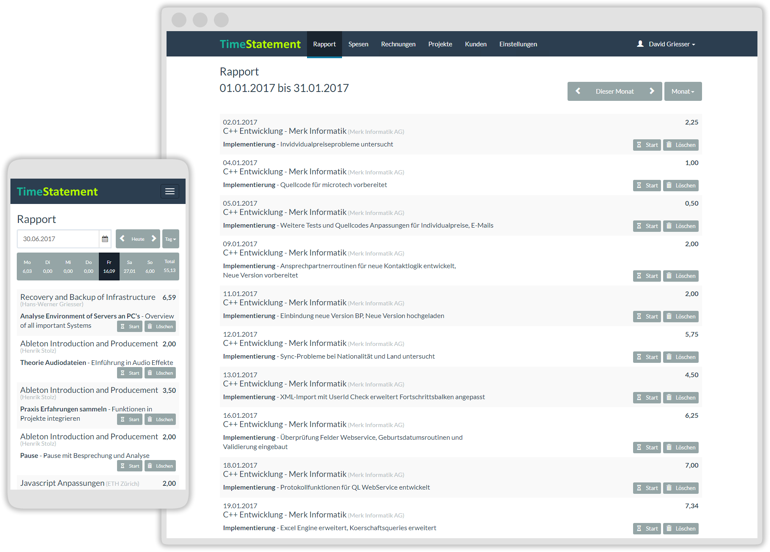 TimeStatement
Rapport
Spesen
Rechnungen
Projekte
Kunden
Einstellungen
David Griesser
Rapport
01.01.2017 bis 31.01.2017
Dieser Monat
Monat
02.01.2017 2,25
C++ Entwicklung - Merk Informatik (Merk Informatik AG)
Implementierung - Invidvidualpreiseprobleme untersucht Start Löschen
04.01.2017 1,00
C++ Entwicklung - Merk Informatik (Merk Informatik AG)
Implementierung - Quellcode für microtech vorbereitet Start Löschen
05.01.2017 0,50
C++ Entwicklung - Merk Informatik (Merk Informatik AG)
Implementierung - Weitere Tests und Quellcodes Anpassungen für Individualpreise, E-Mails Start Löschen
09.01.2017 2,00
C++ Entwicklung - Merk Informatik (Merk Informatik AG)
Implementierung - Ansprechpartnerroutinen für neue Kontaktlogik entwickelt,
Neue Version vorbereitet Start Löschen
11.01.2017 2,00
C++ Entwicklung - Merk Informatik (Merk Informatik AG)
Implementierung - Einbindung neue Version BP, Neue Version hochgeladen Start Löschen
12.01.2017 5,75
C++ Entwicklung - Merk Informatik (Merk Informatik AG)
Implementierung - Sync-Probleme bei Nationalität und Land untersucht Start Löschen
13.01.2017 4,50
C++ Entwicklung - Merk Informatik (Merk Informatik AG)
Implementierung - XML-Import mit UserId Check erweitert Fortschrittsbalken angepasst Start Löschen
16.01.2017 6,25
C++ Entwicklung - Merk Informatik (Merk Informatik AG)
Implementierung - Überprüfung Felder Webservice, Geburtsdatumsroutinen und
Validierung eingebaut Start Löschen
18.01.2017 7,00
C++ Entwicklung - Merk Informatik (Merk Informatik AG)
Implementierung - Protokollfunktionen für QL WebService entwickelt Start Löschen
19.01.2017 7,34
C++ Entwicklung - Merk Informatik (Merk Informatik AG)
Implementierung - Excel Engine erweitert, Koerschaftsqueries erweitert Start Löschen
TimeStatement
Rapport
30.06.2017 Heute Tag
Mo Di Mi Do Fr Sa So Total
6,03 0,00 0,00 0,00 16,09 27,01 6,00 55,13
Recovery and Backup of Infrastructure 6,59
(Hans-Werner Griesser)
Analyse Environment of Servers an PC's - Overview
of all important Systems Start Löschen
Ableton Introduction and Producement 2,00
(Henrik Stolz)
Theorie Audiodateien - Einführung in Audio Effekte
Start Löschen
Ableton Introduction and Producement 3,50
(Henrik Stolz)
Praxis Erfahrungen sammeln - Funktionen in
Projekte integrieren Start Löschen
Ableton Introduction and Producement 2,00
(Henrik Stolz)
Pause - Pause mit Besprechung und Analyse
Start Löschen
Javascript Anpassungen (ETH Zürich) 2,00